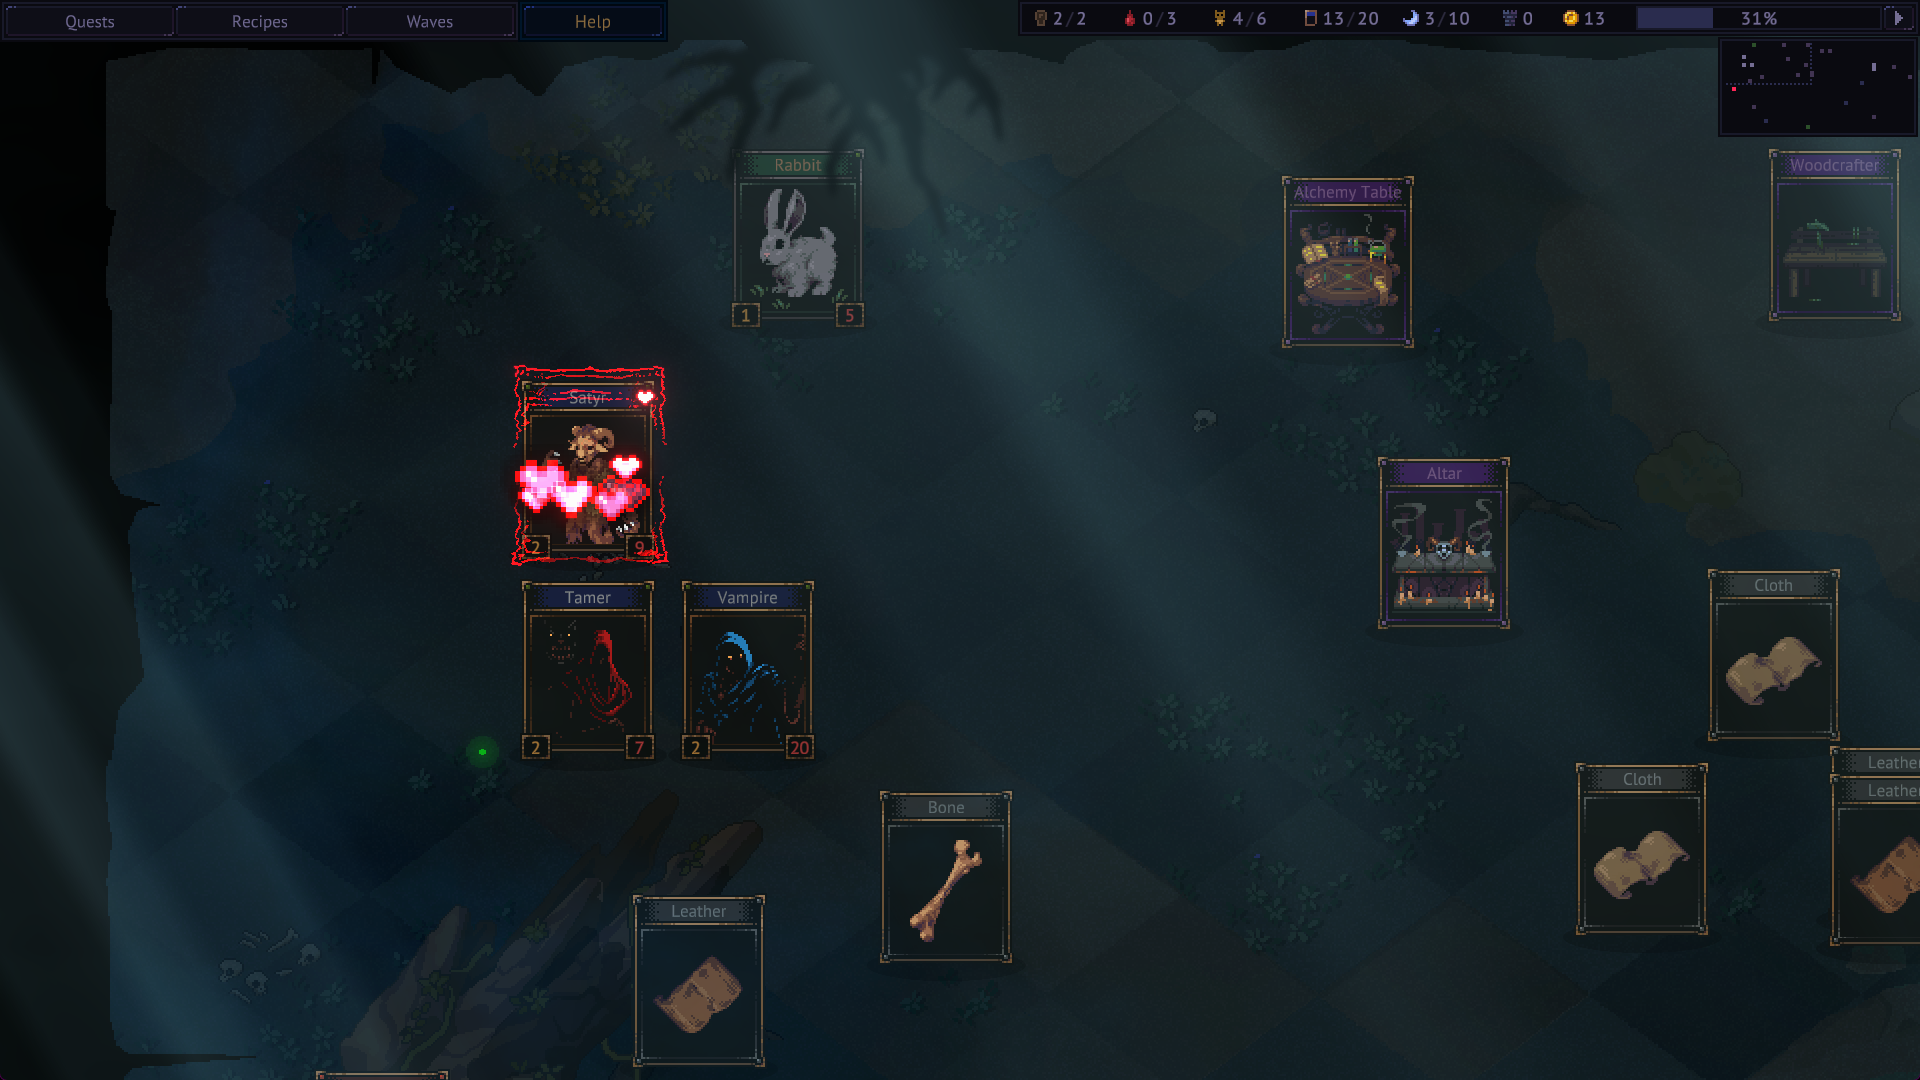 Quests
Recipes
Waves
Help
2/2
0/3
4/6
13/20
3/10
0
13
31%
Rabbit
1
5
Alchemy Table
Woodcrafter
Satyr
2
9
Altar
Tamer
2
7
Vampire
2
20
Cloth
Cloth
Leather
Leather
Bone
Leather